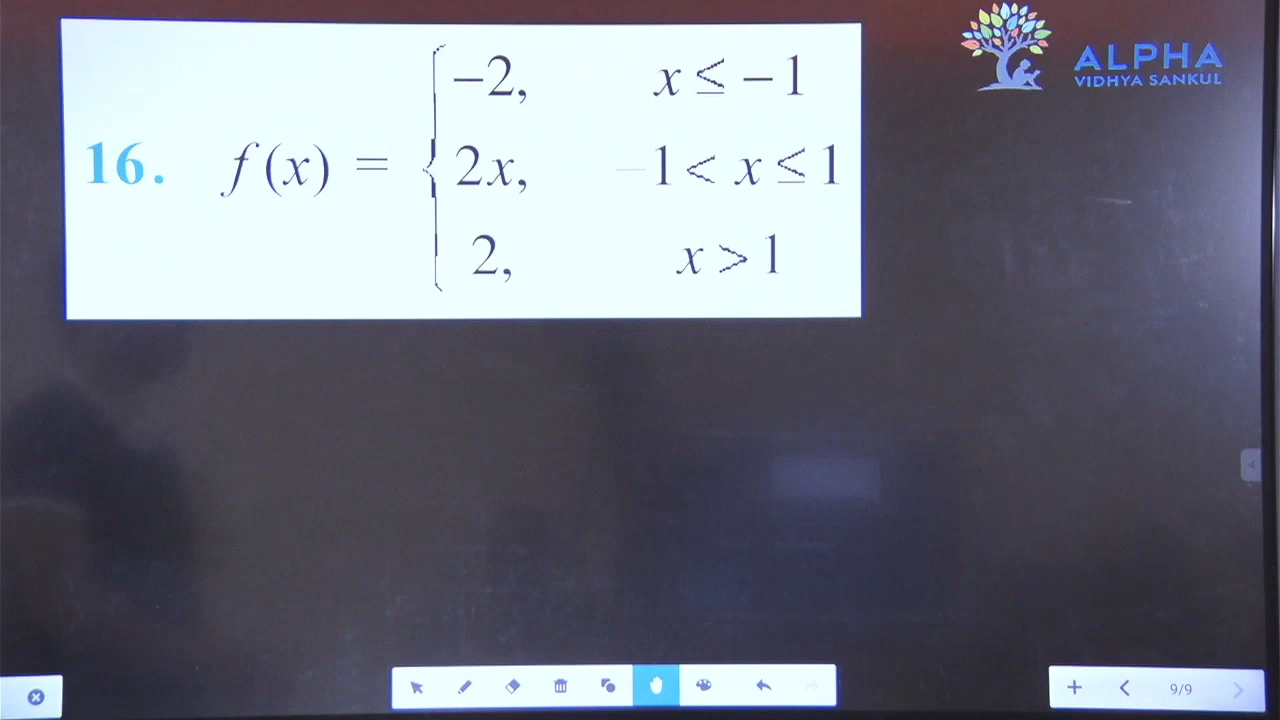 ALPHA
VIDHYA SANKUL
−2, x ≤ −1
16. f(x) = { 2x, −1 < x ≤ 1
2, x > 1
9/9